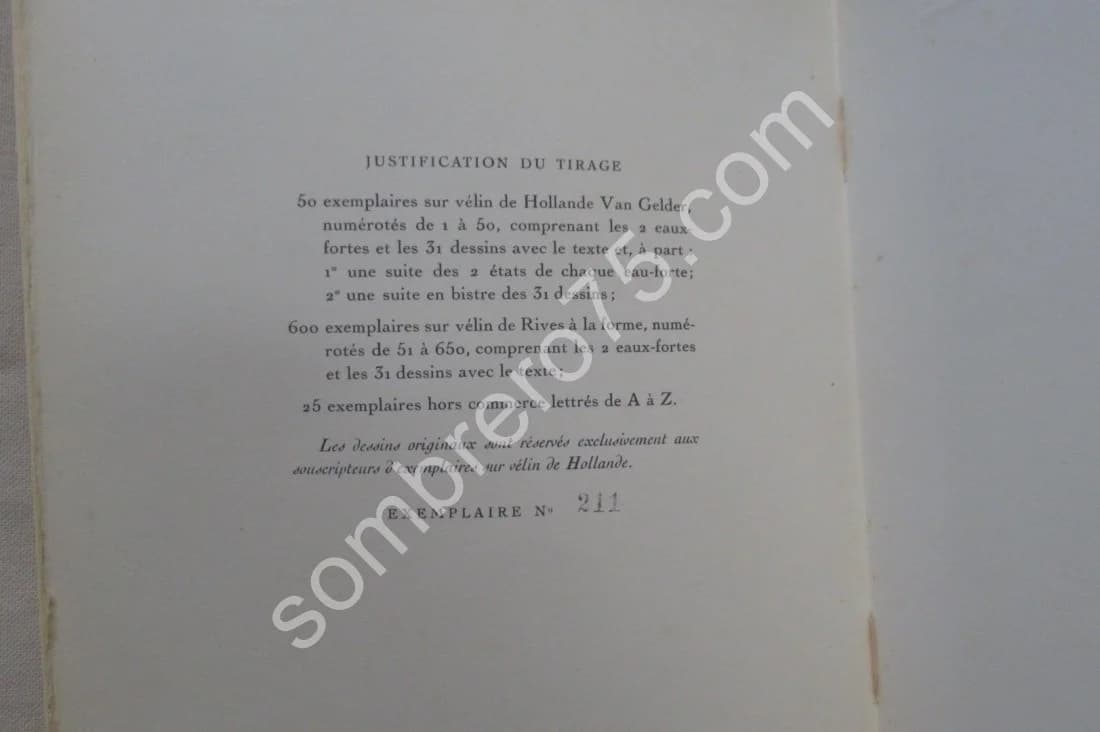 JUSTIFICATION DU TIRAGE
50 exemplaires sur vélin de Hollande Van Gelder,
numérotés de 1 à 50, comprenant les 2 eaux-
fortes et les 31 dessins avec le texte et, à part :
1° une suite des 2 états de chaque eau-forte;
2° une suite en bistre des 31 dessins ;
600 exemplaires sur vélin de Rives à la forme, numé-
rotés de 51 à 650, comprenant les 2 eaux-fortes
et les 31 dessins avec le texte;
25 exemplaires hors commerce lettrés de A à Z.
Les dessins originaux sont réservés exclusivement aux
souscripteurs d'exemplaires sur vélin de Hollande.
EXEMPLAIRE N° 211
sombrero75.com